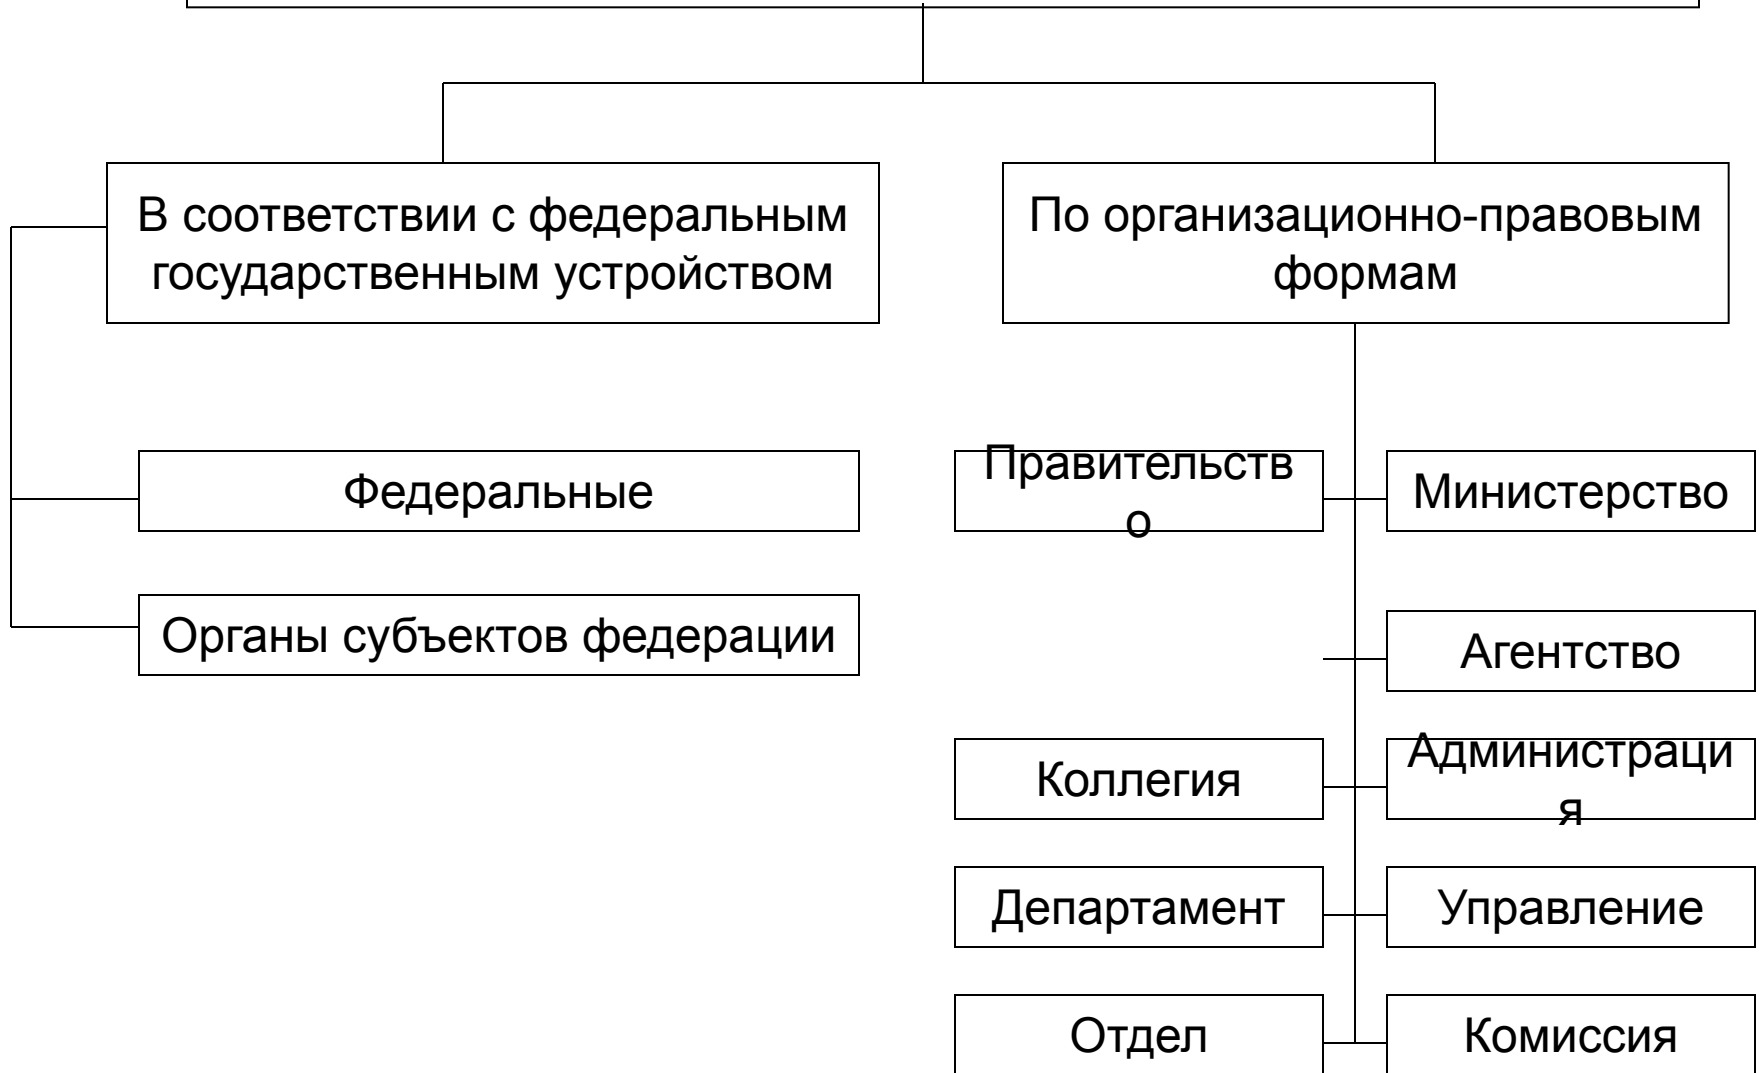 В соответствии с федеральным
государственным устройством
По организационно-правовым
формам
Федеральные
Органы субъектов федерации
Правительств
о
Министерство
Агентство
Коллегия
Администраци
я
Департамент
Управление
Отдел
Комиссия